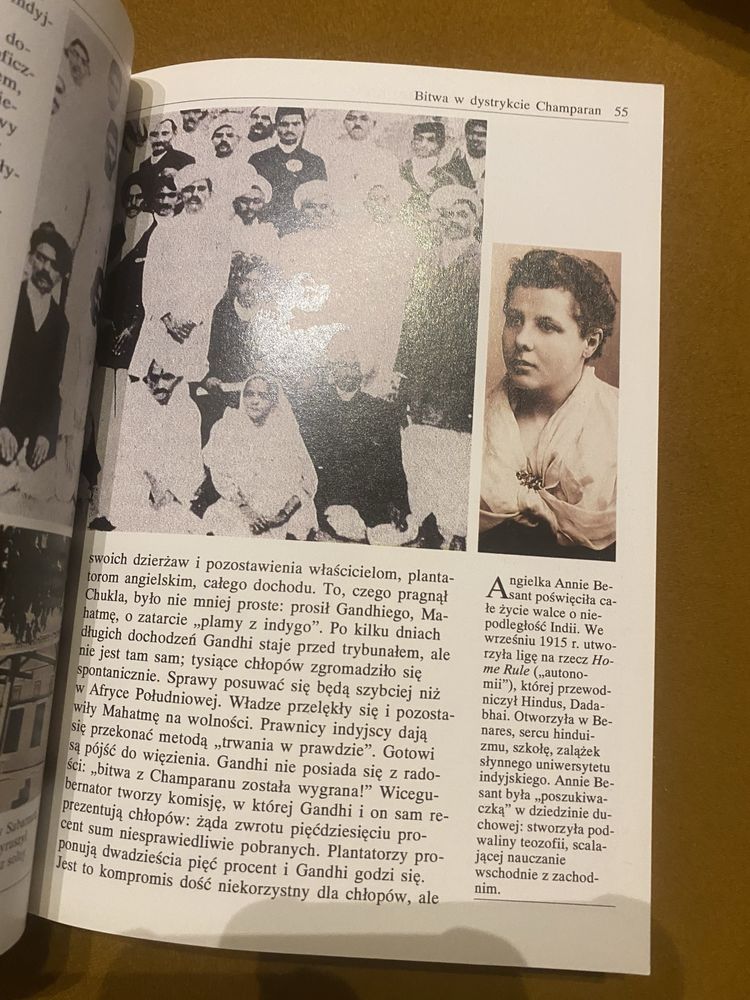 Bitwa w dystrykcie Champaran 55
swoich dzierżaw i pozostawienia właścicielom, planta-
torom angielskim, całego dochodu. To, czego pragnął
Chukla, było nie mniej proste: prosił Gandhiego, Ma-
hatmę, o zatarcie „plamy z indygo”. Po kilku dniach
długich dochodzeń Gandhi staje przed trybunałem, ale
nie jest tam sam; tysiące chłopów zgromadziło się
spontanicznie. Sprawy posuwać się będą szybciej niż
w Afryce Południowej. Władze przelękły się i pozosta-
wiły Mahatmę na wolności. Prawnicy indyjscy dają
się przekonać metodą „trwania w prawdzie”. Gotowi
są pójść do więzienia. Gandhi nie posiada się z rado-
ści: „bitwa z Champaranu została wygrana!” Wicegu-
bernator tworzy komisję, w której Gandhi i on sam re-
prezentują chłopów: żąda zwrotu pięćdziesięciu pro-
cent sum niesprawiedliwie pobranych. Plantatorzy pro-
ponują dwadzieścia pięć procent i Gandhi godzi się.
Jest to kompromis dość niekorzystny dla chłopów, ale
Angielka Annie Be-
sant poświęciła ca-
łe życie walce o nie-
podległość Indii. We
wrześniu 1915 r. utwo-
rzyła ligę na rzecz Ho-
me Rule („autono-
mii”), której przewod-
niczył Hindus, Dada-
bhai. Otworzyła w Be-
nares, sercu hindui-
zmu, szkołę, zalążek
słynnego uniwersytetu
indyjskiego. Annie Be-
sant była „poszukiwa-
czką” w dziedzinie du-
chowej: stworzyła pod-
waliny teozofii, scala-
jącej nauczanie
wschodnie z zachod-
nim.